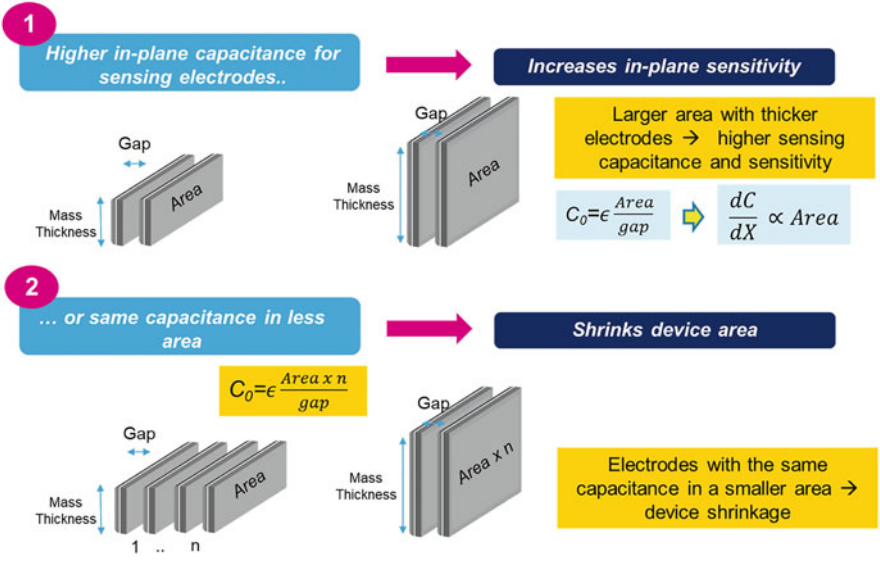 1
Higher in-plane capacitance for
sensing electrodes..
Increases in-plane sensitivity
Gap
Mass
Thickness
Area
Gap
Mass
Thickness
Area
Larger area with thicker
electrodes → higher sensing
capacitance and sensitivity
C₀=ϵ Area/gap
dC/dX ∝ Area
2
... or same capacitance in less
area
Shrinks device area
C₀=ϵ Area x n/gap
Gap
Mass
Thickness
Area
1 .. n
Gap
Mass
Thickness
Area x n
Electrodes with the same
capacitance in a smaller area →
device shrinkage